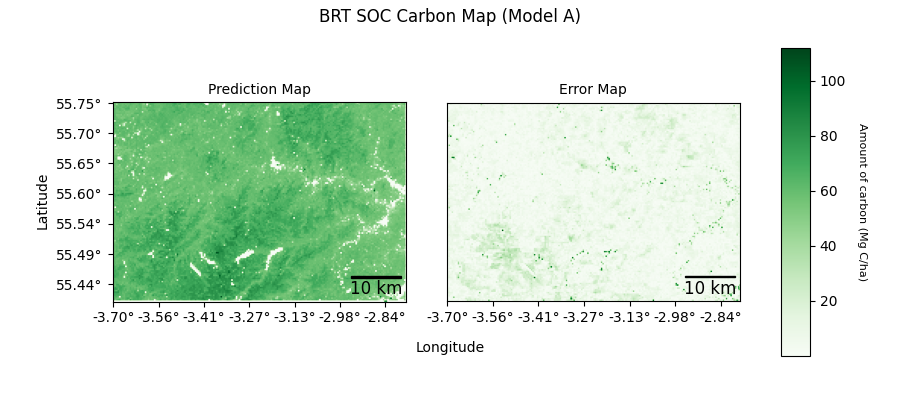 BRT SOC Carbon Map (Model A)
Prediction Map
Error Map
55.75°
55.70°
55.65°
55.60°
55.54°
55.49°
55.44°
Latitude
10 km
10 km
-3.70° -3.56° -3.41° -3.27° -3.13° -2.98° -2.84°
-3.70° -3.56° -3.41° -3.27° -3.13° -2.98° -2.84°
Longitude
100
80
60
40
20
Amount of carbon (Mg C/ha)